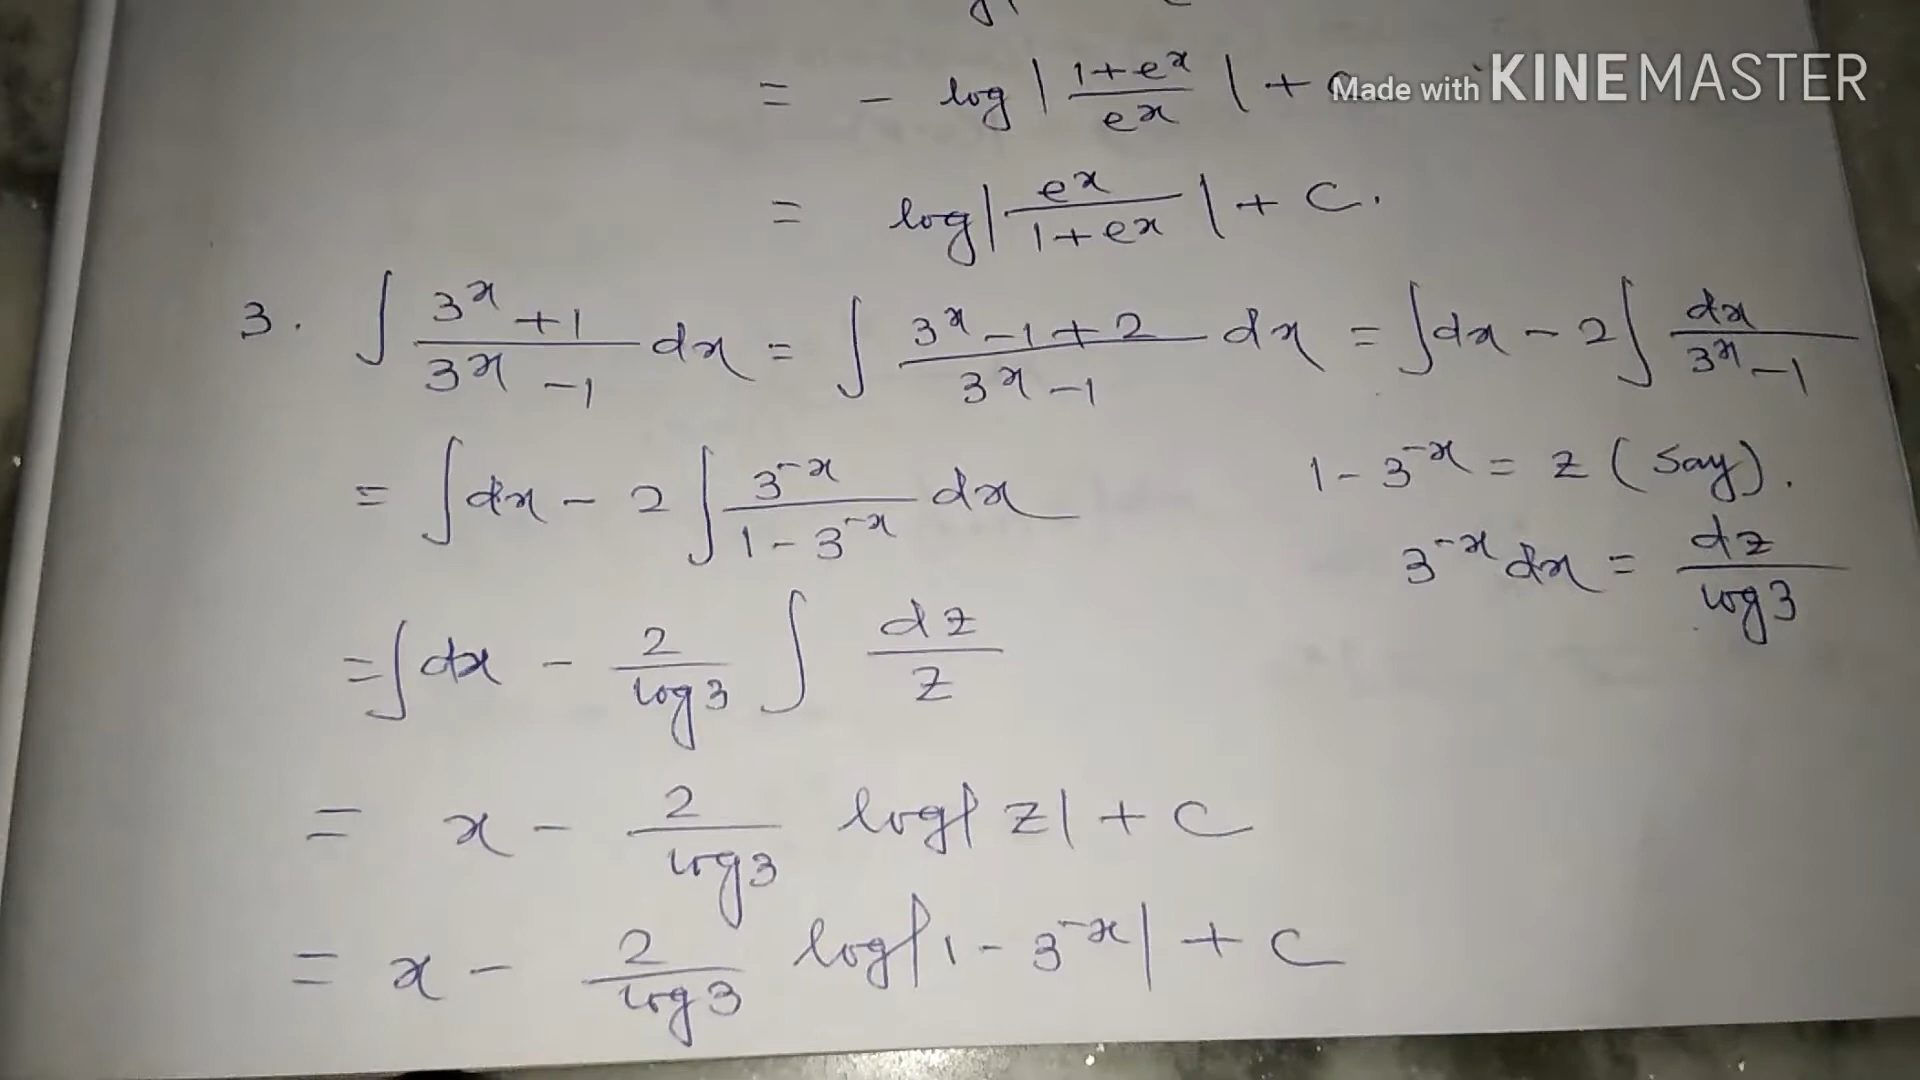 = - log | (1+e^x)/(e^x) | +
Made with KINEMASTER
= log | (e^x)/(1+e^x) | + C.
3. ∫ (3^x +1)/(3^x -1) dx = ∫ (3^x -1+2)/(3^x -1) dx = ∫dx - 2∫ dx/(3^x -1)
= ∫dx - 2 ∫ (3^-x)/(1-3^-x) dx
1-3^-x = z (say).
3^-x dx = dz/log3
= ∫dx - 2/log3 ∫ dz/z
= x - 2/log3 log|z| + C
= x - 2/log3 log|1-3^-x| + C